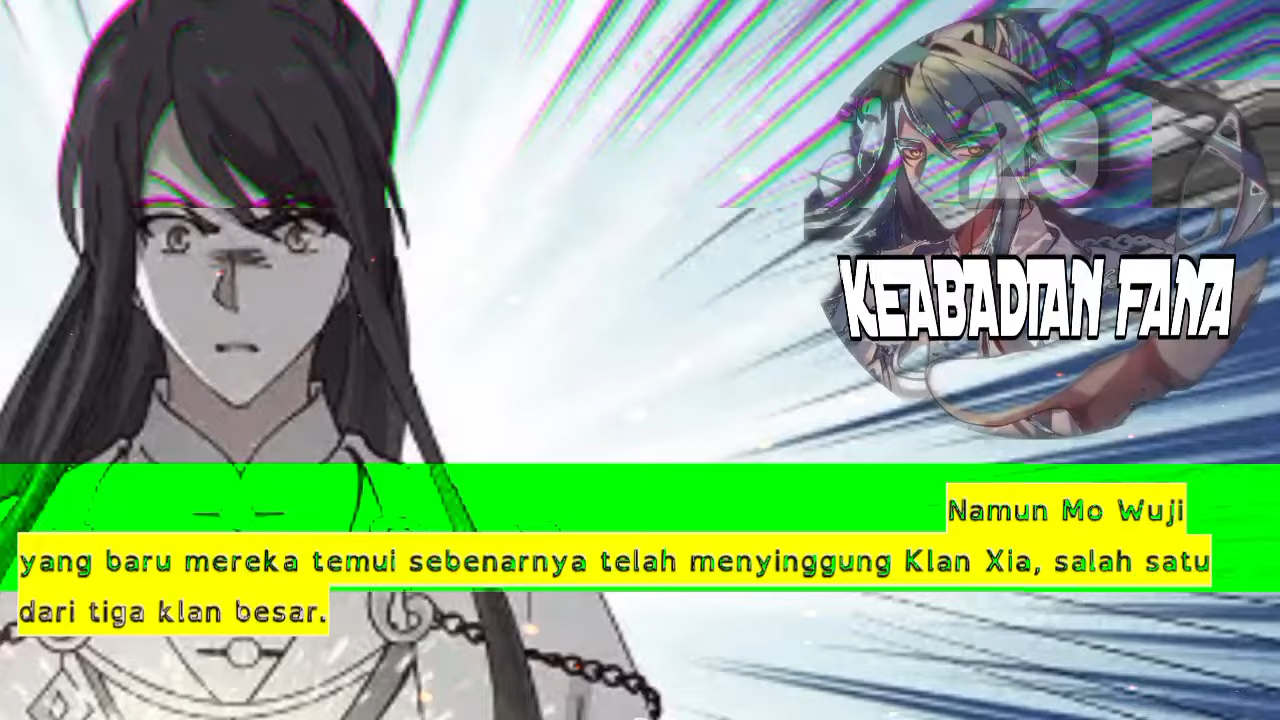 29
KEABADIAN FANA
Namun Mo Wuji
yang baru mereka temui sebenarnya telah menyinggung Klan Xia, salah satu
dari tiga klan besar.